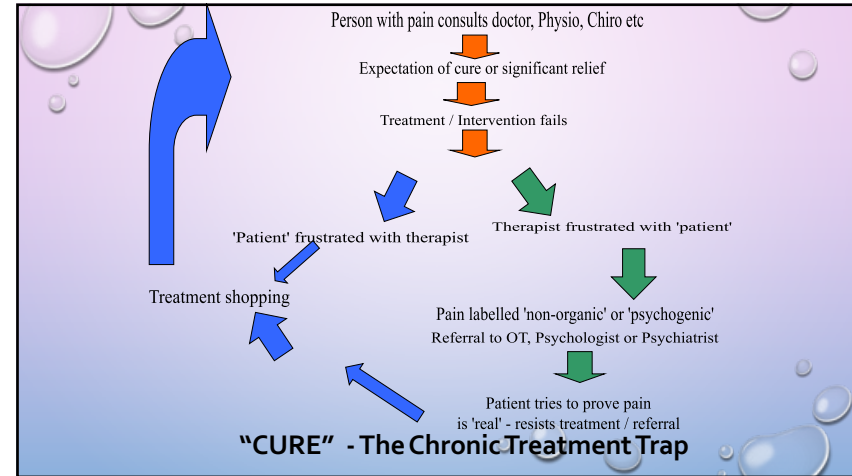 Person with pain consults doctor, Physio, Chiro etc
Expectation of cure or significant relief
Treatment / Intervention fails
'Patient' frustrated with therapist
Therapist frustrated with 'patient'
Treatment shopping
Pain labelled 'non-organic' or 'psychogenic'
Referral to OT, Psychologist or Psychiatrist
Patient tries to prove pain
is 'real' - resists treatment / referral
“CURE” - The Chronic Treatment Trap